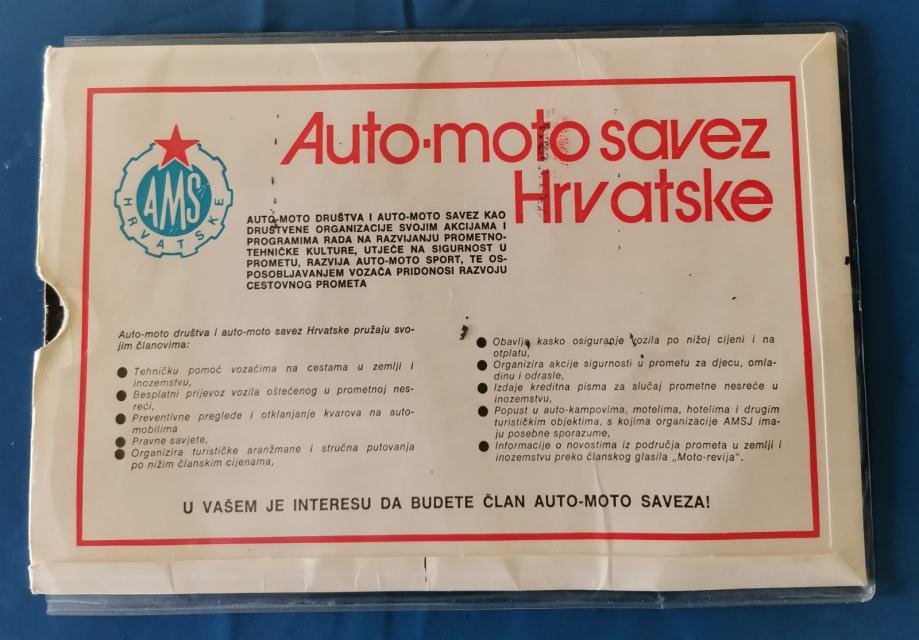 AMS
HRVATSKE
Auto-moto savez
Hrvatske
AUTO-MOTO DRUŠTVA I AUTO-MOTO SAVEZ KAO
DRUŠTVENE ORGANIZACIJE SVOJIM AKCIJAMA I
PROGRAMIMA RADA NA RAZVIJANJU PROMETNO-
TEHNIČKE KULTURE, UTJEČE NA SIGURNOST U
PROMETU, RAZVIJA AUTO-MOTO SPORT, TE OS-
POSOBLJAVANJEM VOZAČA PRIDONOSI RAZVOJU
CESTOVNOG PROMETA
Auto-moto društva i auto-moto savez Hrvatske pružaju svo-
jim članovima:
● Tehničku pomoć vozačima na cestama u zemlji i
inozemstvu,
● Besplatni prijevoz vozila oštećenog u prometnoj nes-
reći,
● Preventivne preglede i otklanjanje kvarova na auto-
mobilima
● Pravne savjete,
● Organizira turističke aranžmane i stručna putovanja
po nižim članskim cijenama,
● Obavlja kasko osiguranje vozila po nižoj cijeni i na
otplatu,
● Organizira akcije sigurnosti u prometu za djecu, omla-
dinu i odrasle,
● Izdaje kreditna pisma za slučaj prometne nesreće u
inozemstvu,
● Popust u auto-kampovima, motelima, hotelima i drugim
turističkim objektima, s kojima organizacije AMSJ ima-
ju posebne sporazume,
● Informacije o novostima iz područja prometa u zemlji i
inozemstvu preko članskog glasila „Moto-revija".
U VAŠEM JE INTERESU DA BUDETE ČLAN AUTO-MOTO SAVEZA!